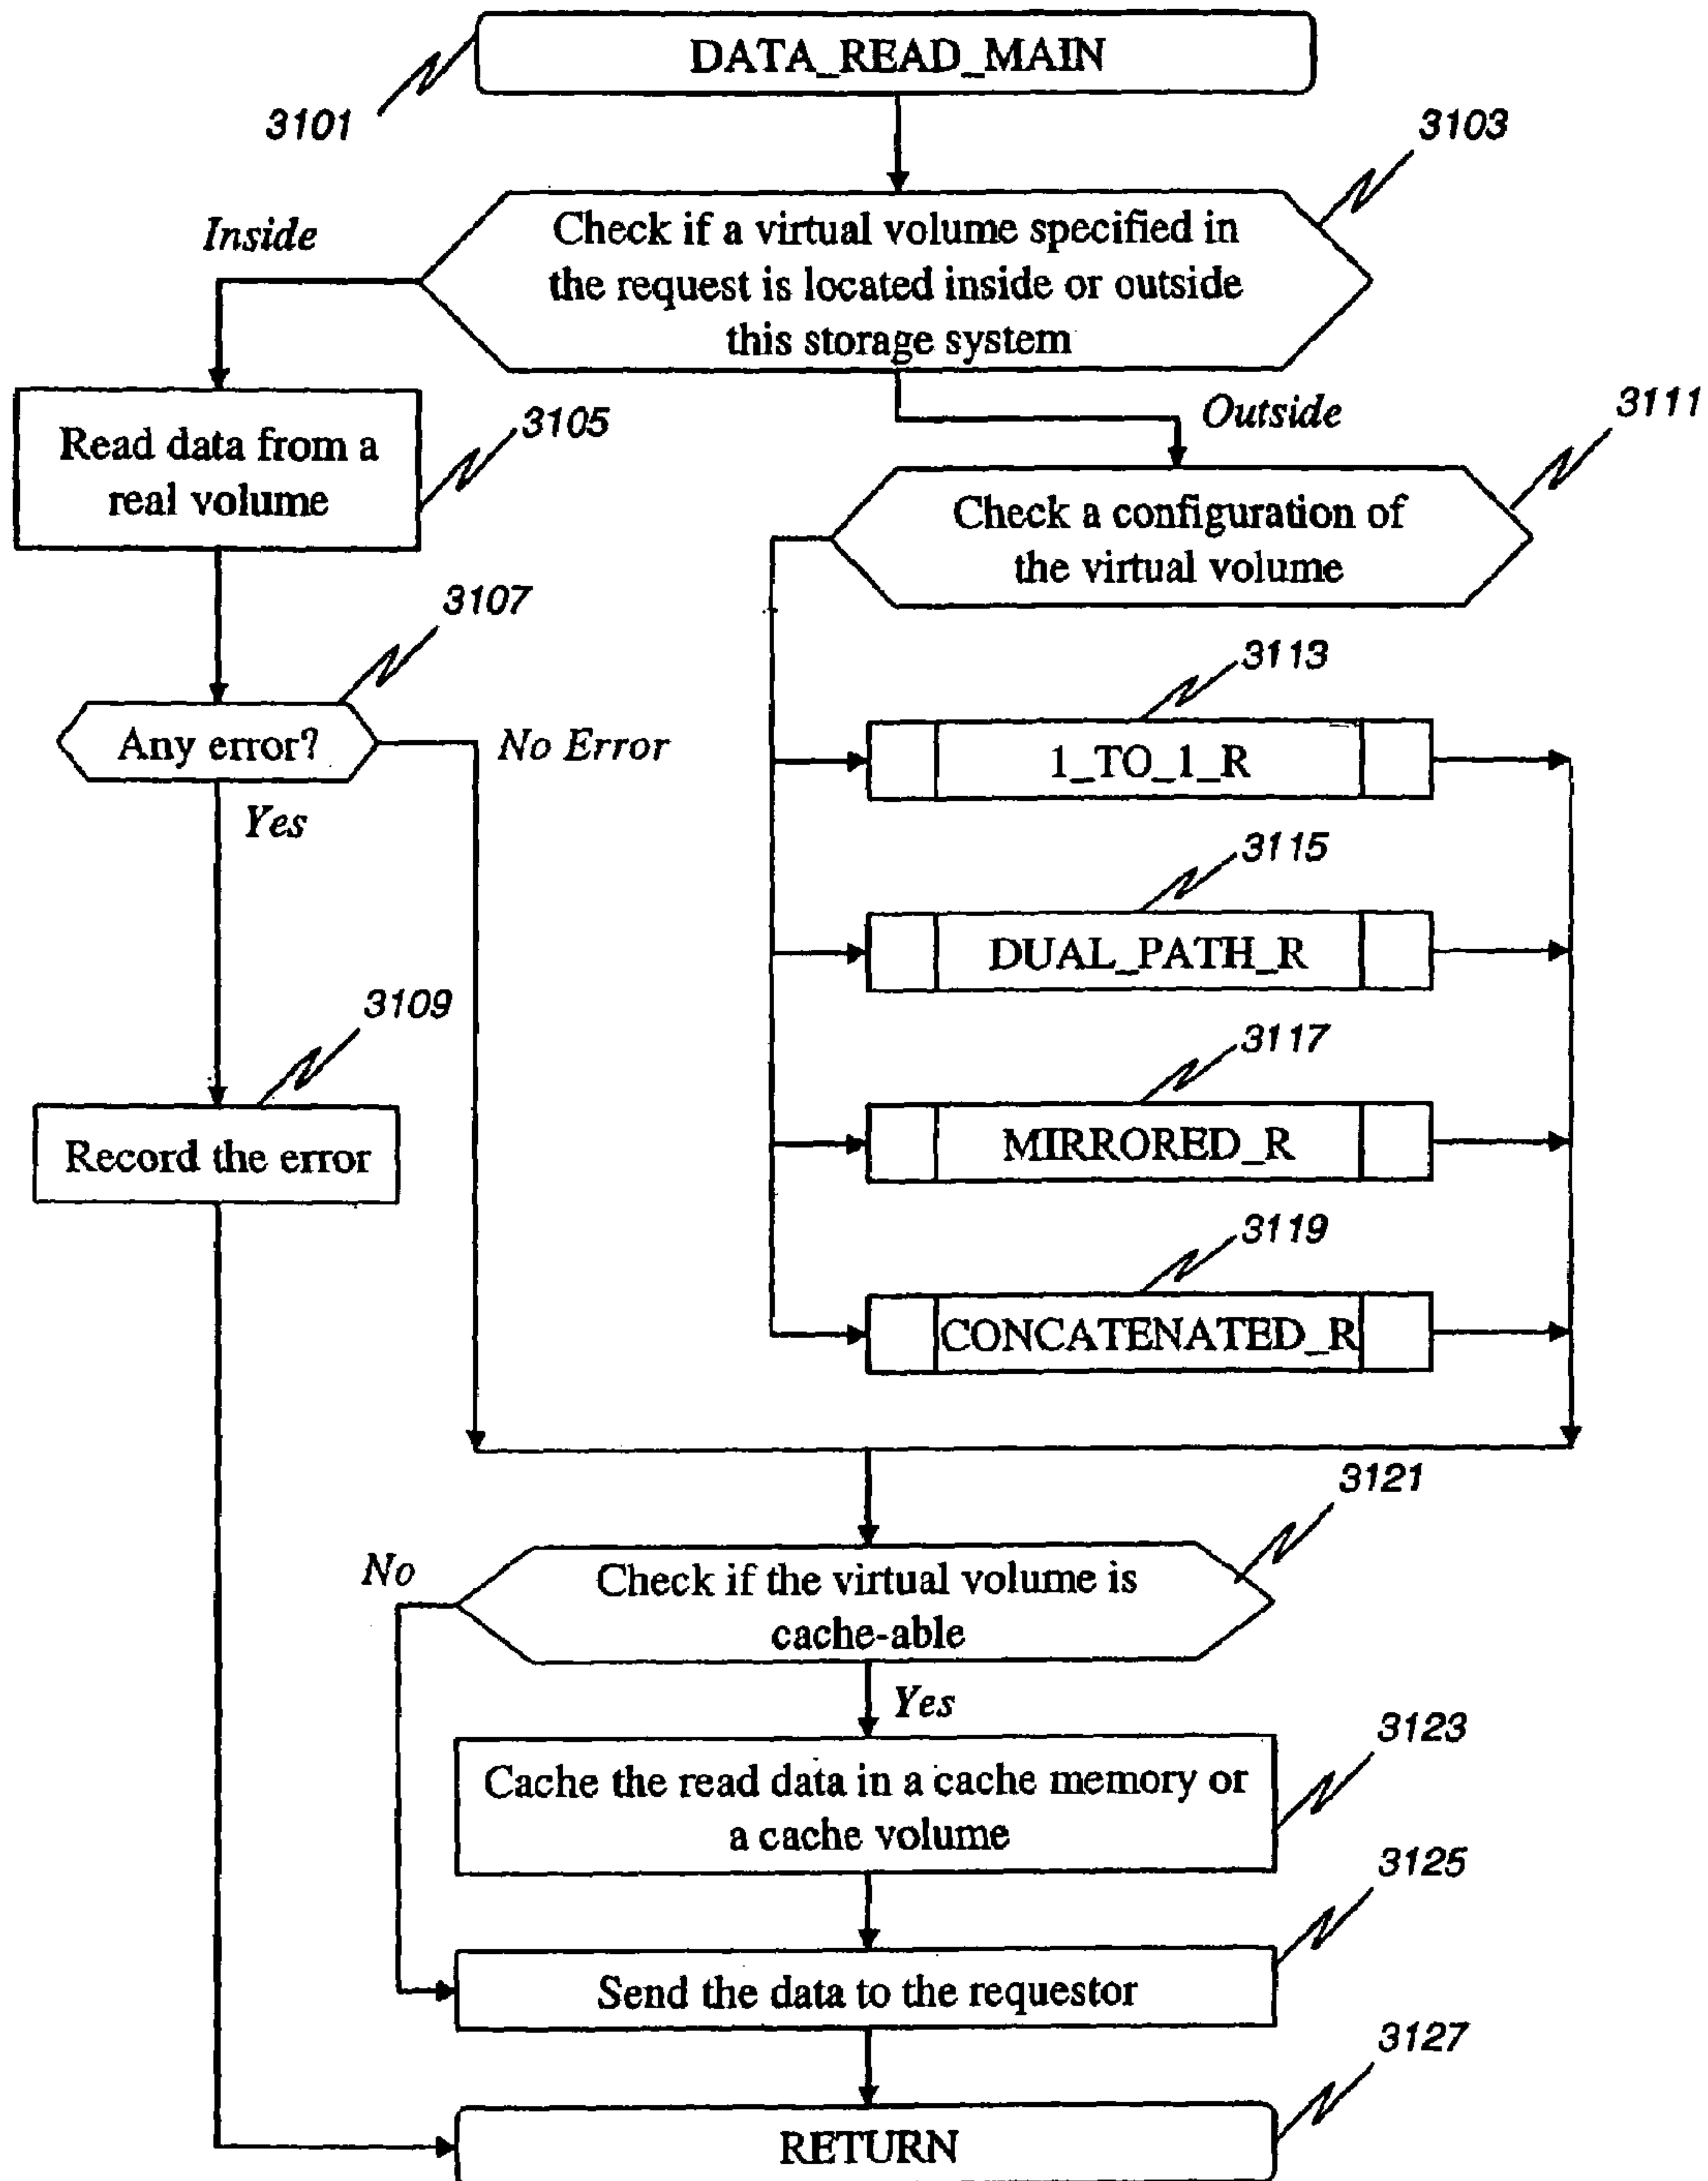 DATA_READ_MAIN
3101
3103
Inside
Check if a virtual volume specified in
the request is located inside or outside
this storage system
Outside
3111
Read data from a
real volume
3105
Check a configuration of
the virtual volume
3107
Any error?
No Error
Yes
3113
1_TO_1_R
3115
DUAL_PATH_R
3109
Record the error
3117
MIRRORED_R
3119
CONCATENATED_R
3121
No
Check if the virtual volume is
cache-able
Yes
3123
Cache the read data in a cache memory or
a cache volume
3125
Send the data to the requestor
3127
RETURN